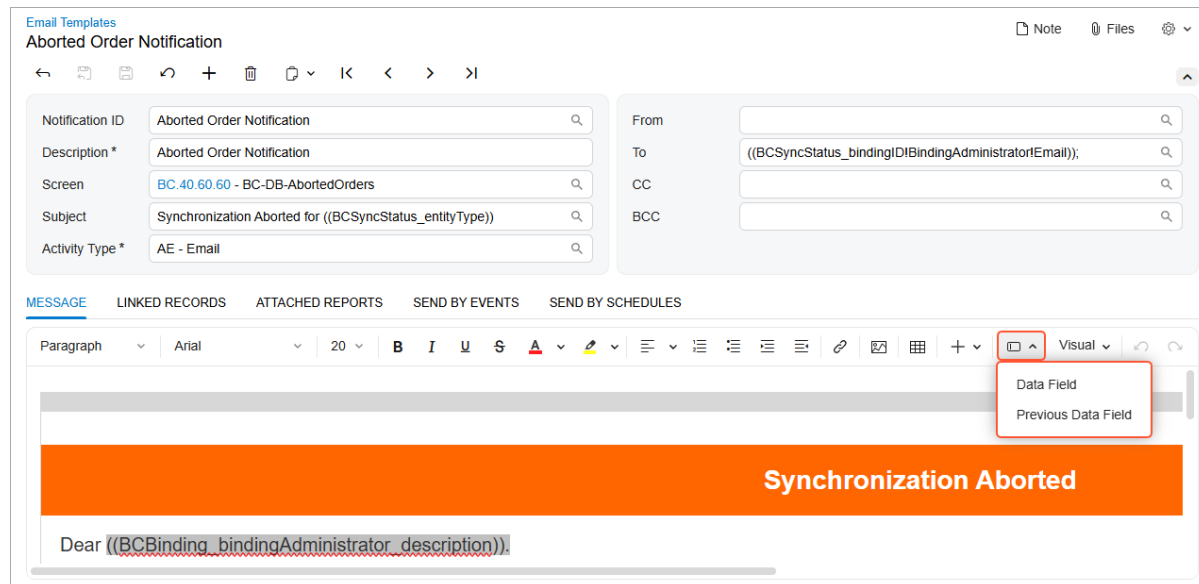 Email Templates
Aborted Order Notification
Note Files
Notification ID Aborted Order Notification
Description * Aborted Order Notification
Screen BC.40.60.60 - BC-DB-AbortedOrders
Subject Synchronization Aborted for ((BCSyncStatus_entityType))
Activity Type * AE - Email
From
To ((BCSyncStatus_bindingID!BindingAdministrator!Email));
CC
BCC
MESSAGE LINKED RECORDS ATTACHED REPORTS SEND BY EVENTS SEND BY SCHEDULES
Paragraph Arial 20 B I U S A Visual
Data Field
Previous Data Field
Synchronization Aborted
Dear ((BCBinding_bindingAdministrator_description)).